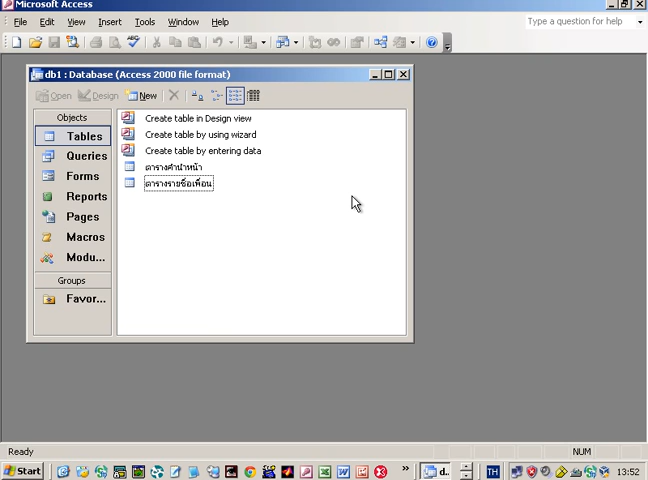 Microsoft Access
File Edit View Insert Tools Window Help
Type a question for help
db1 : Database (Access 2000 file format)
Open Design New
Objects
Tables
Queries
Forms
Reports
Pages
Macros
Modu...
Groups
Favor...
Create table in Design view
Create table by using wizard
Create table by entering data
ตารางคำนำหน้า
ตารางรายชื่อเพื่อน
Ready
NUM
Start
d..
TH
13:52